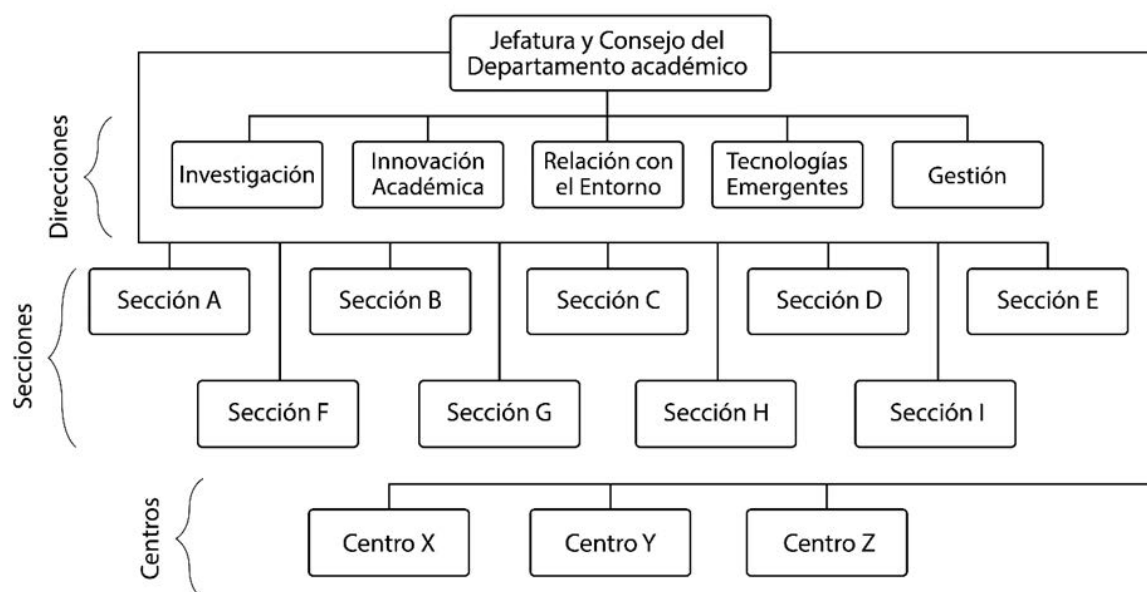 Jefatura y Consejo del
Departamento académico
Direcciones
Investigación
Innovación
Académica
Relación con
el Entorno
Tecnologías
Emergentes
Gestión
Secciones
Sección A
Sección B
Sección C
Sección D
Sección E
Sección F
Sección G
Sección H
Sección I
Centros
Centro X
Centro Y
Centro Z